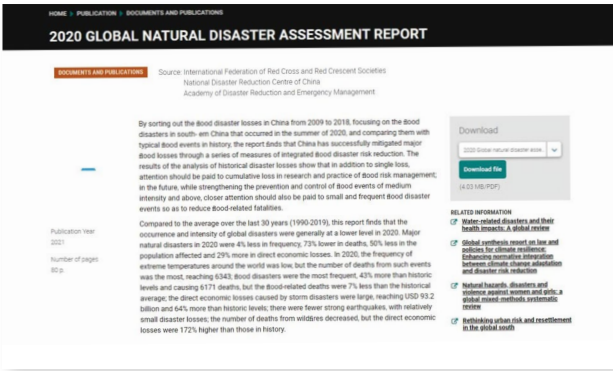 HOME > PUBLICATION > DOCUMENTS AND PUBLICATIONS
2020 GLOBAL NATURAL DISASTER ASSESSMENT REPORT
DOCUMENTS AND PUBLICATIONS
Source: International Federation of Red Cross and Red Crescent Societies
National Disaster Reduction Centre of China
Academy of Disaster Reduction and Emergency Management
By sorting out the flood disaster losses in China from 2009 to 2018, focusing on the flood
disasters in south- ern China that occurred in the summer of 2020, and comparing them with
typical flood events in history, the report finds that China has successfully mitigated major
flood losses through a series of measures of integrated flood disaster risk reduction. The
results of the analysis of historical disaster losses show that in addition to single loss,
attention should be paid to cumulative loss in research and practice of flood risk management;
in the future, while strengthening the prevention and control of flood events of medium
intensity and above, closer attention should also be paid to small and frequent flood disaster
events so as to reduce flood-related fatalities.
Compared to the average over the last 30 years (1990-2019), this report finds that the
occurrence and intensity of global disasters were generally at a lower level in 2020. Major
natural disasters in 2020 were 4% less in frequency, 73% lower in deaths, 50% less in the
population affected and 29% more in direct economic losses. In 2020, the frequency of
extreme temperatures around the world was low, but the number of deaths from such events
was the most, reaching 6343; flood disasters were the most frequent, 43% more than historic
levels and causing 6171 deaths, but the flood-related deaths were 7% less than the historical
average; the direct economic losses caused by storm disasters were large, reaching USD 93.2
billion and 64% more than historic levels; there were fewer strong earthquakes, with relatively
small disaster losses; the number of deaths from wildfires decreased, but the direct economic
losses were 172% higher than those in history.
Publication Year
2021
Number of pages
80 p.
Download
2020 Global natural disaster asse...
Download file
(4.03 MB/PDF)
RELATED INFORMATION
Water-related disasters and their
health impacts: A global review
Global synthesis report on law and
policies for climate resilience:
Enhancing normative integration
between climate change adaptation
and disaster risk reduction
Natural hazards, disasters and
violence against women and girls: a
global mixed-methods systematic
review
Rethinking urban risk and resettlement
in the global south